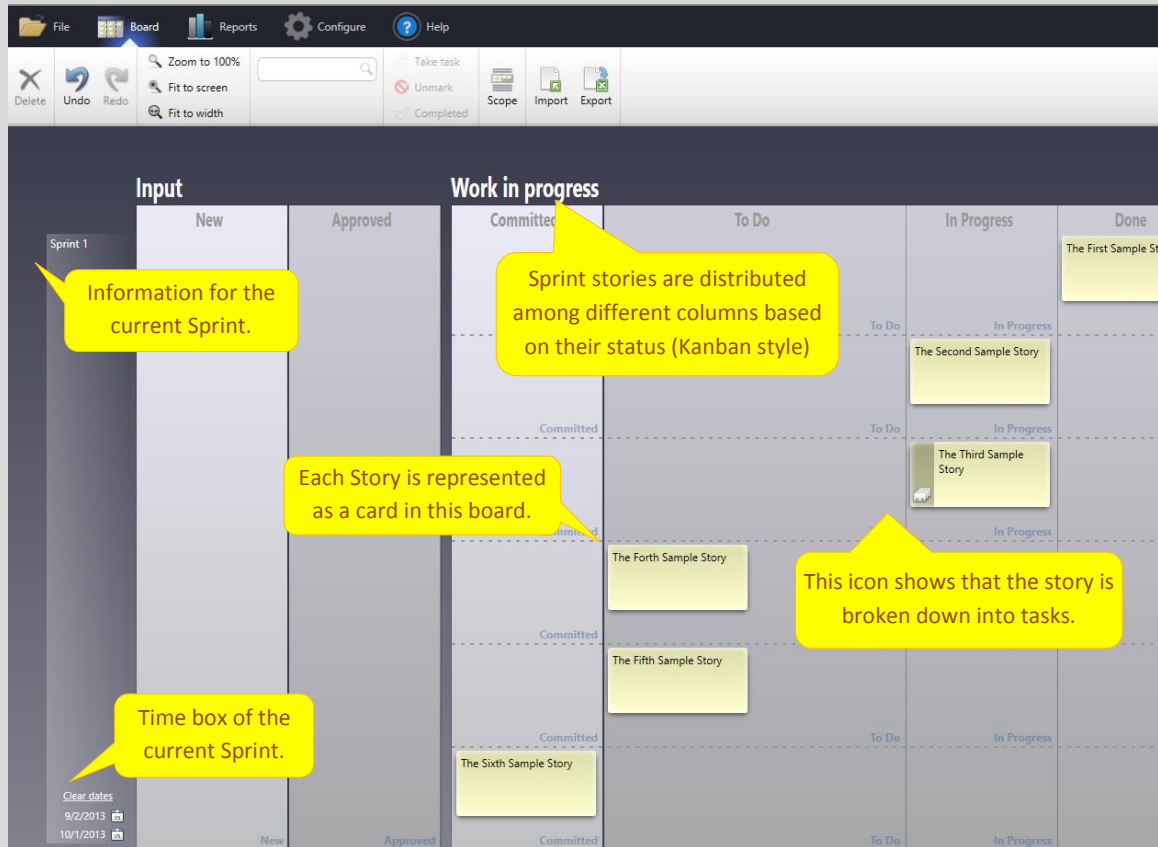 File Board Reports Configure Help
Delete Undo Redo
Zoom to 100%
Fit to screen
Fit to width
Take task
Unmark
Completed
Scope Import Export
Input Work in progress
New Approved Committed To Do In Progress Done
Sprint 1
Information for the
current Sprint.
Sprint stories are distributed
among different columns based
on their status (Kanban style)
The First Sample St
To Do In Progress
The Second Sample Story
Committed To Do In Progress
Each Story is represented
as a card in this board.
The Third Sample
Story
In Progress
The Forth Sample Story
This icon shows that the story is
broken down into tasks.
Committed
The Fifth Sample Story
Time box of the
current Sprint.
Committed To Do In Progress
The Sixth Sample Story
Clear dates
9/2/2013 15
10/1/2013 15
New Approved Committed To Do In Progress